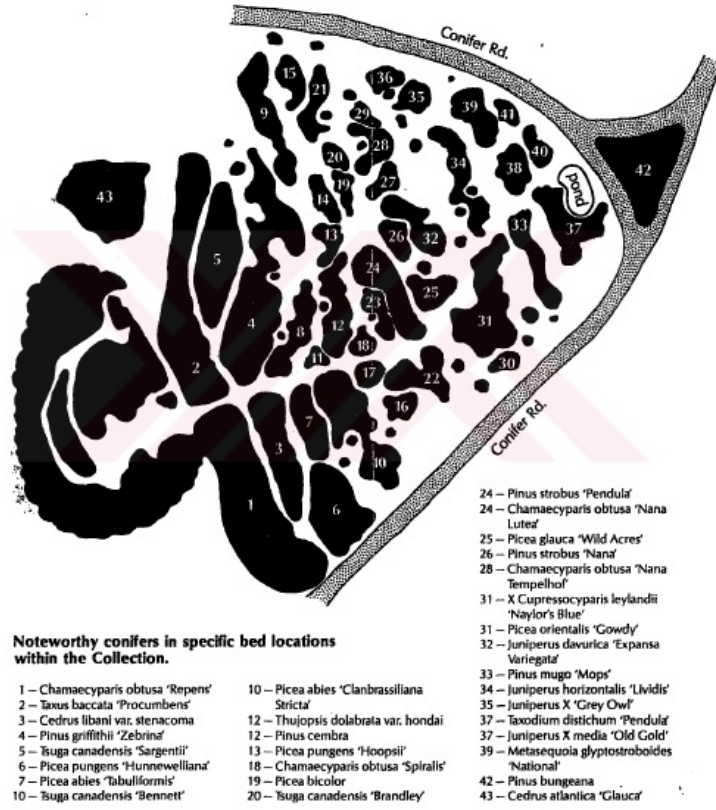 Conifer Rd.
36
15
21
35
39
41
9
29
28
40
20
34
38
42
43
19
27
pond
14
37
33
13
26
32
5
24
25
23
31
4
8
12
18
11
30
2
17
22
7
16
Conifer Rd.
3
10
1
6
Noteworthy conifers in specific bed locations
within the Collection.
1 – Chamaecyparis obtusa 'Repens'
2 – Taxus baccata 'Procumbens'
3 – Cedrus libani var. stenacoma
4 – Pinus griffithii 'Zebrina'
5 – Tsuga canadensis 'Sargentii'
6 – Picea pungens 'Hunnewelliana'
7 – Picea abies 'Tabuliformis'
10 – Tsuga canadensis 'Bennett'
10 – Picea abies 'Clanbrassiliana
Stricta'
12 – Thujopsis dolabrata var. hondai
12 – Pinus cembra
13 – Picea pungens 'Hoopsii'
18 – Chamaecyparis obtusa 'Spiralis'
19 – Picea bicolor
20 – Tsuga canadensis 'Brandley'
24 – Pinus strobus 'Pendula'
24 – Chamaecyparis obtusa 'Nana
Lutea'
25 – Picea glauca 'Wild Acres'
26 – Pinus strobus 'Nana'
28 – Chamaecyparis obtusa 'Nana
Tempelhof'
31 – X Cupressocyparis leylandii
'Naylor's Blue'
31 – Picea orientalis 'Gowdy'
32 – Juniperus davurica 'Expansa
Variegata'
33 – Pinus mugo 'Mops'
34 – Juniperus horizontalis 'Lividis'
35 – Juniperus X 'Grey Owl'
37 – Taxodium distichum 'Pendula'
37 – Juniperus X media 'Old Gold'
39 – Metasequoia glyptostroboides
'National'
42 – Pinus bungeana
43 – Cedrus atlantica 'Glauca'